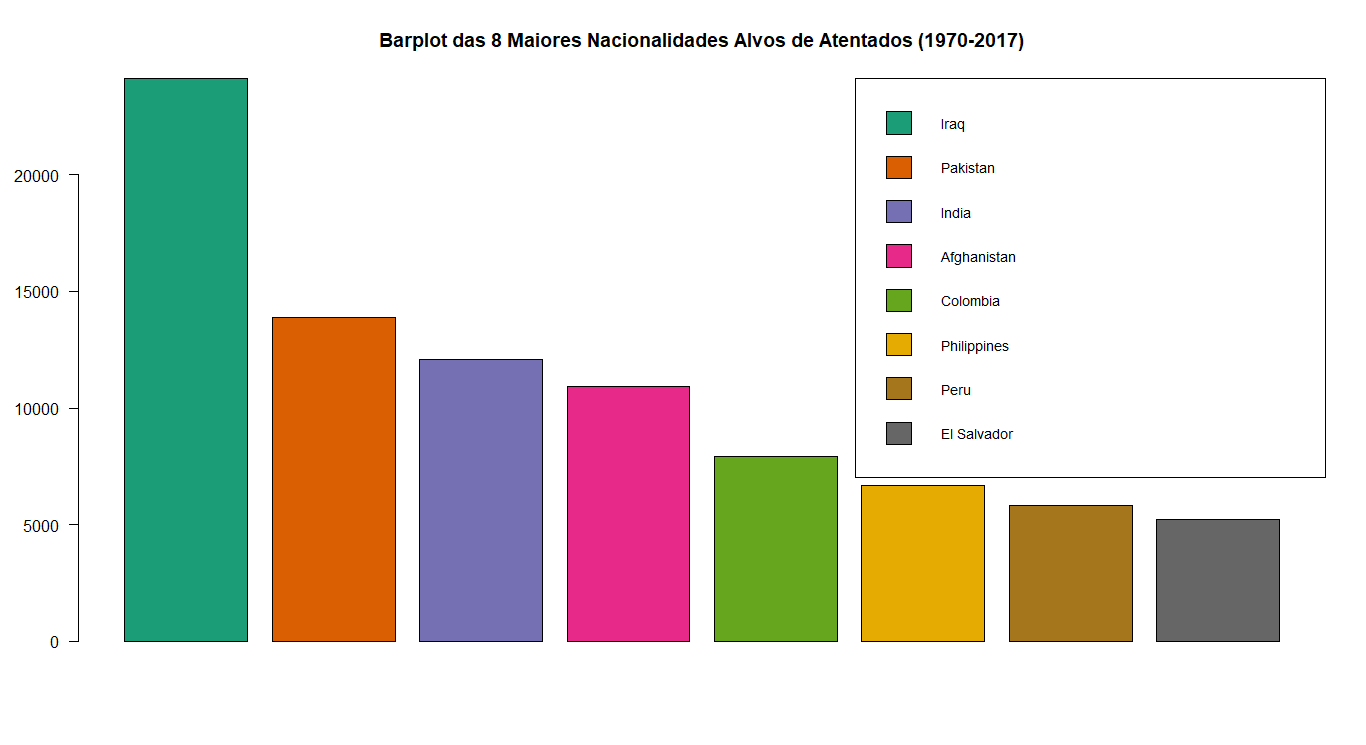 Barplot das 8 Maiores Nacionalidades Alvos de Atentados (1970-2017)
20000
15000
10000
5000
0
Iraq
Pakistan
India
Afghanistan
Colombia
Philippines
Peru
El Salvador